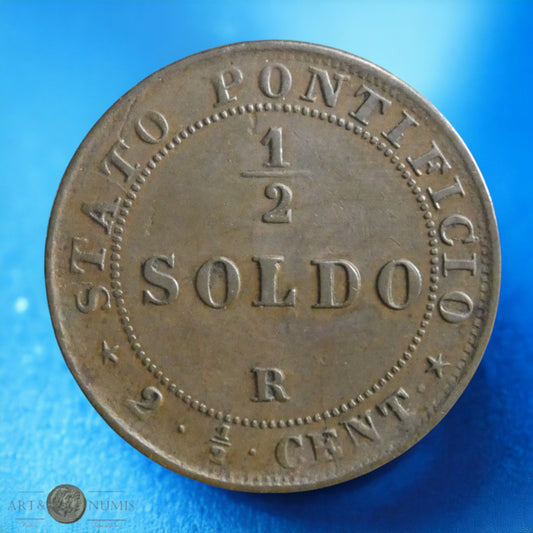 STATO PONTIFICIO
1/2
SOLDO
R
★ 2 · 1/2 · CENT · ★
ART & NUMIS